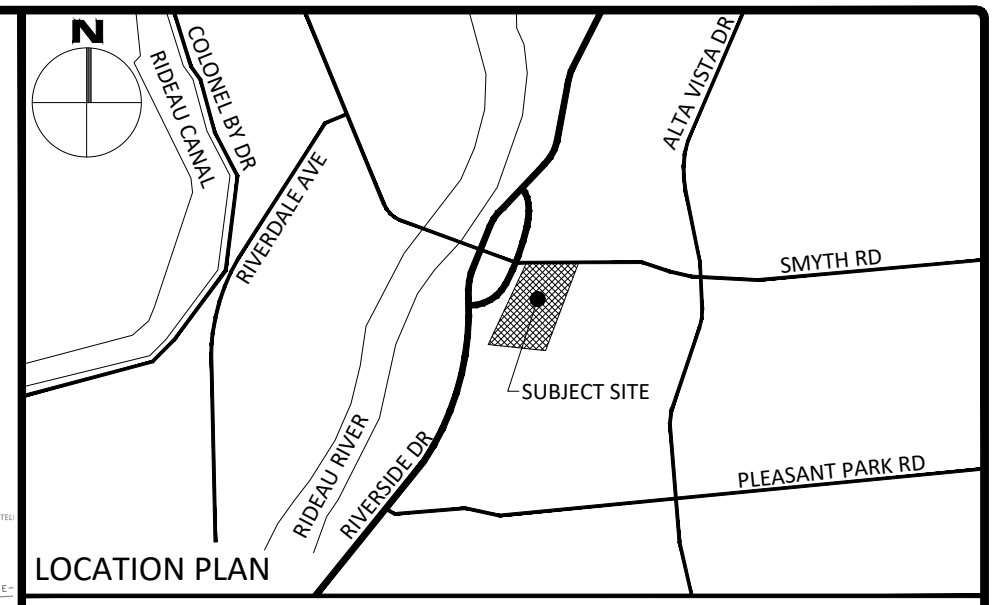 N
COLONEL BY DR
RIDEAU CANAL
ALTA VISTA DR
RIVERDALE AVE
SMYTH RD
SUBJECT SITE
RIDEAU RIVER
RIVERSIDE DR
PLEASANT PARK RD
LOCATION PLAN